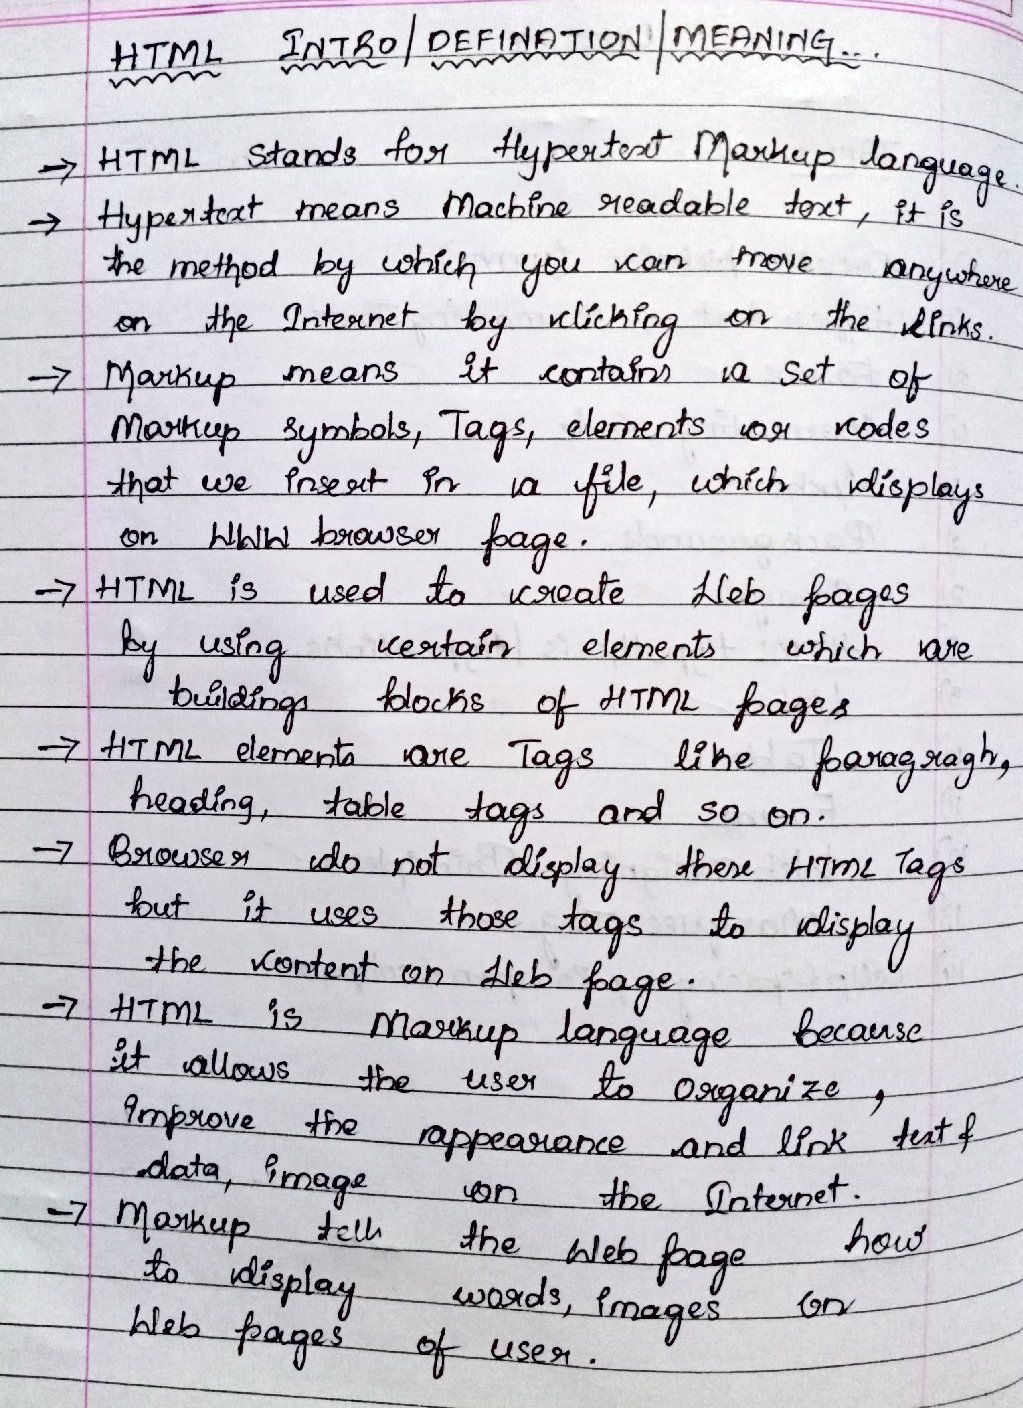 HTML INTRO/DEFINATION/MEANING...
→ HTML stands for Hypertext Markup language.
→ Hypertext means Machine readable text, it is
the method by which you can move anywhere
on the Internet by clicking on the links.
→ Markup means it contains a set of
Markup symbols, Tags, elements or codes
that we insert in a file, which displays
on WWW browser page.
→ HTML is used to create Web pages
by using certain elements which are
buildings blocks of HTML pages
→ HTML elements are Tags like paragragh,
heading, table tags and so on.
→ Browser do not display these HTML Tags
but it uses those tags to display
the content on Web page.
→ HTML is Markup language because
it allows the user to organize,
improve the appearance and link text &
data, image on the Internet.
→ Markup tells the Web page how
to display words, images on
Web pages of user.